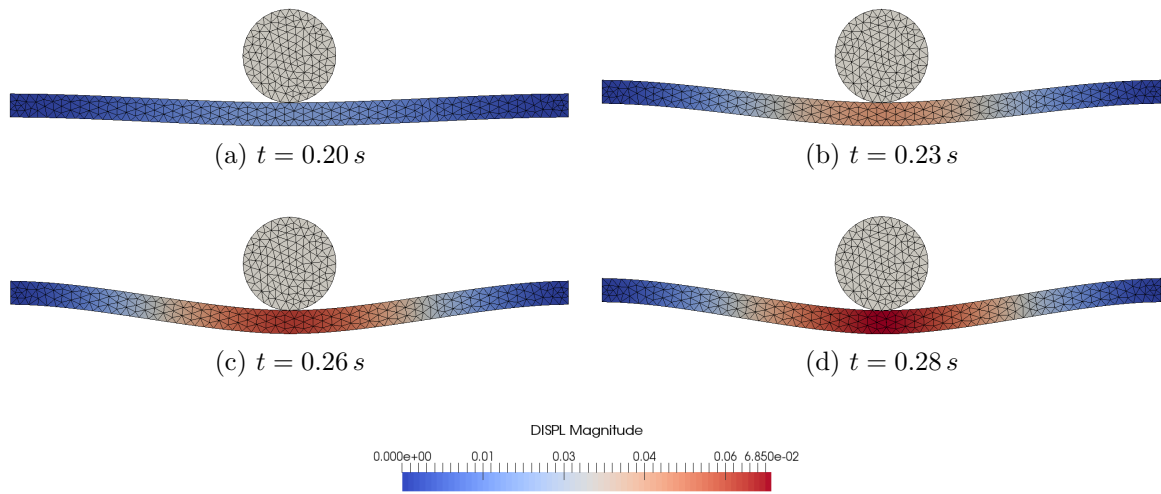 (a) t = 0.20 s
(b) t = 0.23 s
(c) t = 0.26 s
(d) t = 0.28 s
DISPL Magnitude
0.000e+00 0.01 0.03 0.04 0.06 6.850e-02